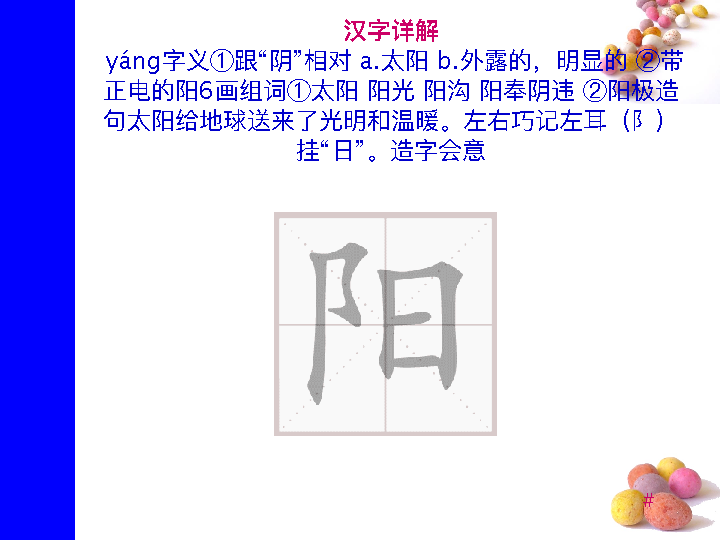 汉字详解
yáng字义①跟“阴”相对 a.太阳 b.外露的，明显的 ②带
正电的阳6画组词①太阳 阳光 阳沟 阳奉阴违 ②阳极造
句太阳给地球送来了光明和温暖。左右巧记左耳（阝）
挂“日”。造字会意
阳
#